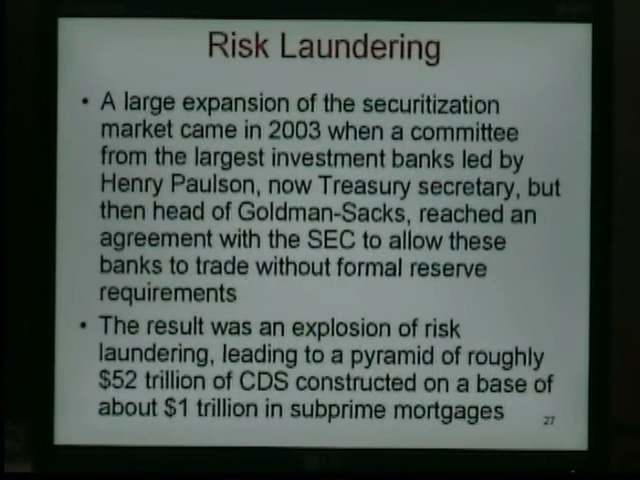 Risk Laundering
• A large expansion of the securitization
market came in 2003 when a committee
from the largest investment banks led by
Henry Paulson, now Treasury secretary, but
then head of Goldman-Sacks, reached an
agreement with the SEC to allow these
banks to trade without formal reserve
requirements
• The result was an explosion of risk
laundering, leading to a pyramid of roughly
$52 trillion of CDS constructed on a base of
about $1 trillion in subprime mortgages
27